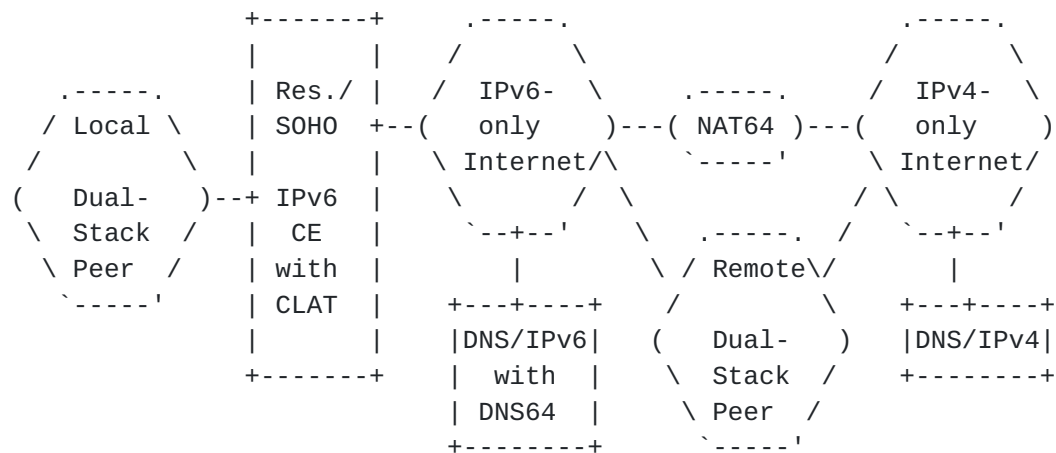 Local
Dual-
Stack
Peer
Res./
SOHO
IPv6
CE
with
CLAT
IPv6-
only
Internet
DNS/IPv6
with
DNS64
NAT64
Remote
Dual-
Stack
Peer
IPv4-
only
Internet
DNS/IPv4